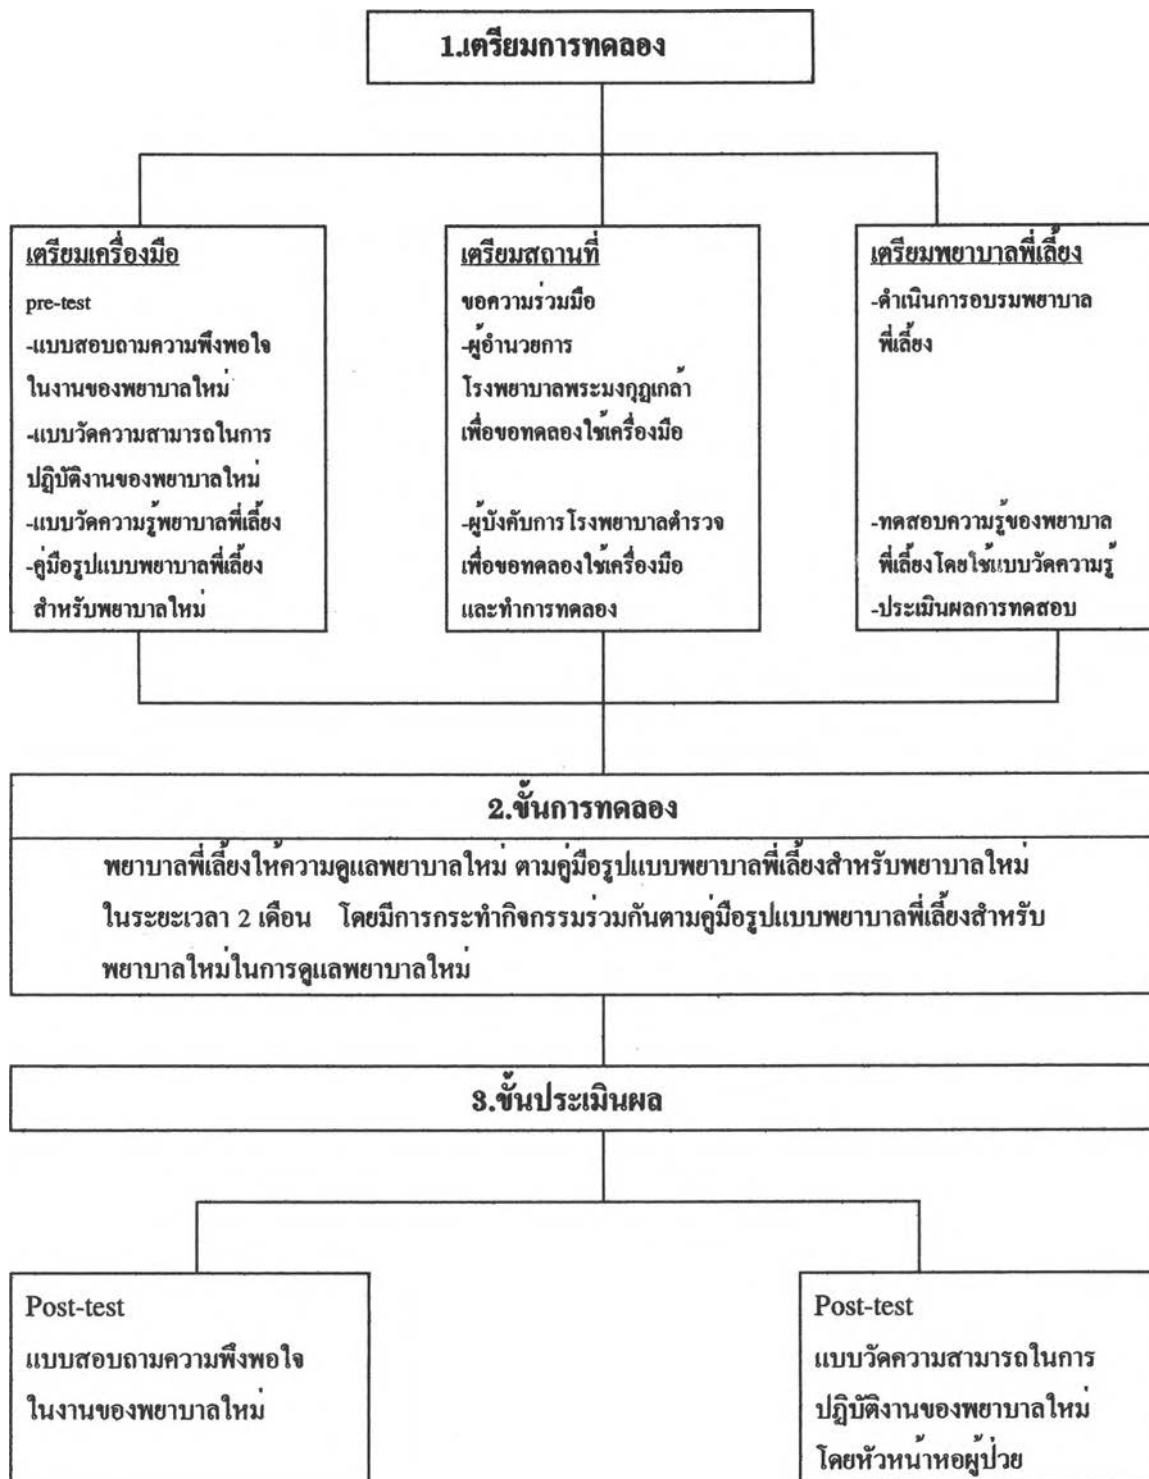 1.เตรียมการทดลอง
เตรียมเครื่องมือ
pre-test
-แบบสอบถามความพึงพอใจ
ในงานของพยาบาลใหม่
-แบบวัดความสามารถในการ
ปฏิบัติงานของพยาบาลใหม่
-แบบวัดความรู้พยาบาลพี่เลี้ยง
-คู่มือรูปแบบพยาบาลพี่เลี้ยง
สำหรับพยาบาลใหม่
เตรียมสถานที่
ขอความร่วมมือ
-ผู้อำนวยการ
โรงพยาบาลพระมงกุฎเกล้า
เพื่อขอทดลองใช้เครื่องมือ
-ผู้บังคับการโรงพยาบาลตำรวจ
เพื่อขอทดลองใช้เครื่องมือ
และทำการทดลอง
เตรียมพยาบาลพี่เลี้ยง
-ดำเนินการอบรมพยาบาล
พี่เลี้ยง
-ทดสอบความรู้ของพยาบาล
พี่เลี้ยงโดยใช้แบบวัดความรู้
-ประเมินผลการทดสอบ
2.ขั้นการทดลอง
พยาบาลพี่เลี้ยงให้ความดูแลพยาบาลใหม่ ตามคู่มือรูปแบบพยาบาลพี่เลี้ยงสำหรับพยาบาลใหม่
ในระยะเวลา 2 เดือน โดยมีการกระทำกิจกรรมร่วมกันตามคู่มือรูปแบบพยาบาลพี่เลี้ยงสำหรับ
พยาบาลใหม่ในการดูแลพยาบาลใหม่
3.ขั้นประเมินผล
Post-test
แบบสอบถามความพึงพอใจ
ในงานของพยาบาลใหม่
Post-test
แบบวัดความสามารถในการ
ปฏิบัติงานของพยาบาลใหม่
โดยหัวหน้าหอผู้ป่วย